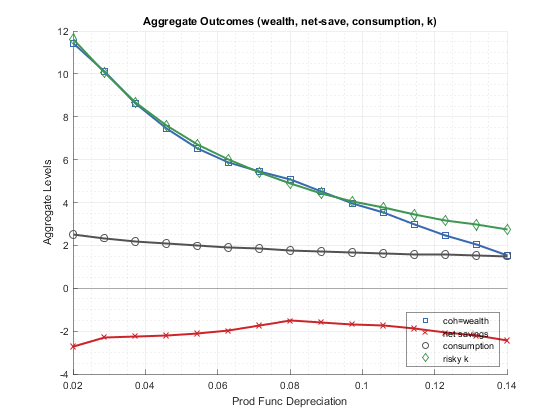 Aggregate Outcomes (wealth, net-save, consumption, k)
12
10
8
6
4
2
0
-2
-4
Aggregate Levels
0.02
0.04
0.06
0.08
0.1
0.12
0.14
Prod Func Depreciation
coh=wealth
net savings
consumption
risky k